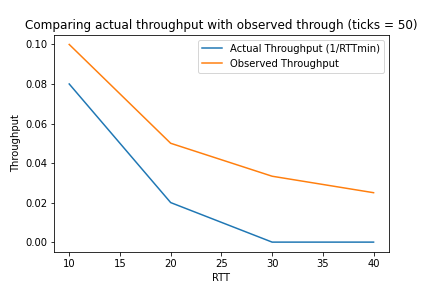 Comparing actual throughput with observed through (ticks = 50)
Actual Throughput (1/RTTmin)
Observed Throughput
Throughput
0.10
0.08
0.06
0.04
0.02
0.00
10 15 20 25 30 35 40
RTT